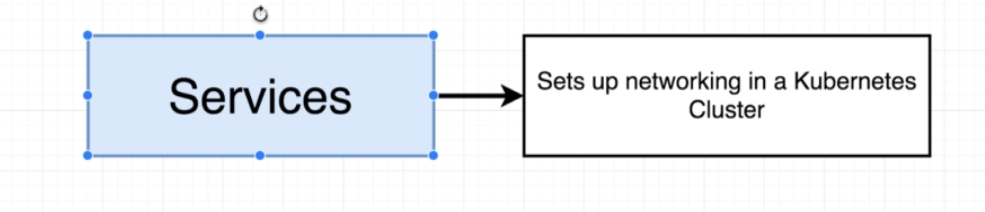 Services
Sets up networking in a Kubernetes
Cluster